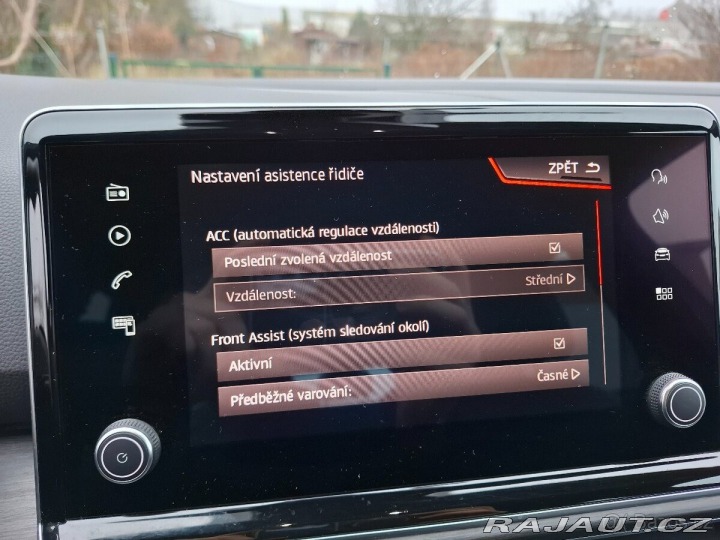 Nastavení asistence řidiče
ZPĚT
ACC (automatická regulace vzdálenosti)
Poslední zvolená vzdálenost
Vzdálenost:
Střední
Front Assist (systém sledování okolí)
Aktivní
Předběžné varování:
Časné
RAJAUT.CZ